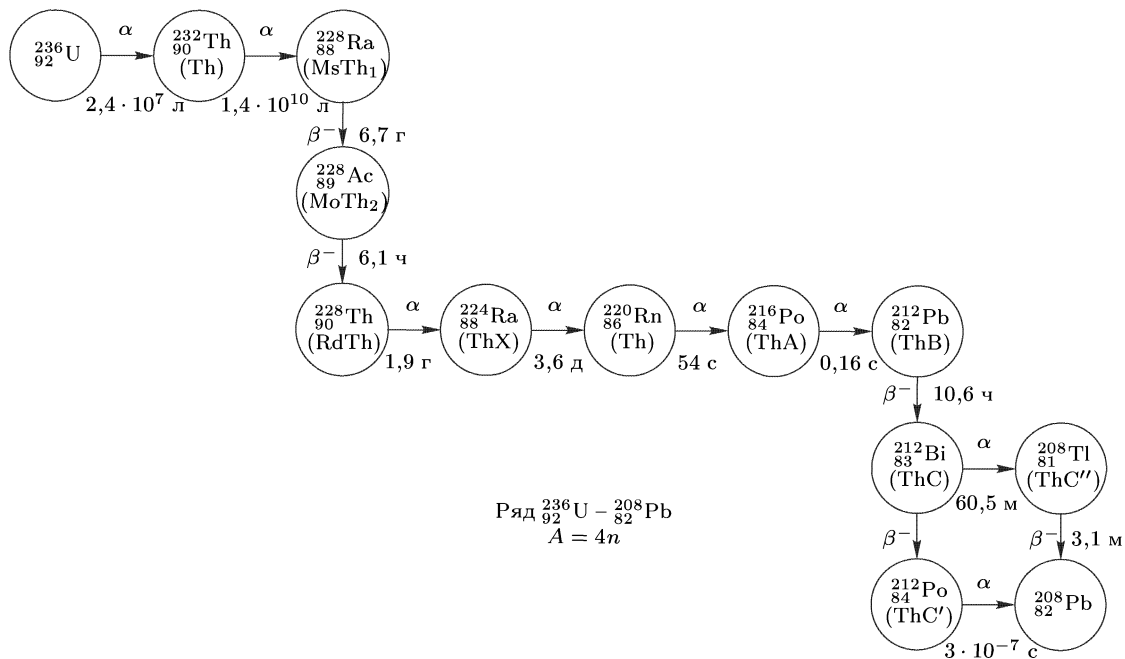 α α
²³⁶₉₂U ²³²₉₀Th ²²⁸₈₈Ra
(Th) (MsTh₁)
2,4 · 10⁷ л 1,4 · 10¹⁰ л
β⁻ 6,7 г
²²⁸₈₉Ac
(MoTh₂)
β⁻ 6,1 ч
α α α α
²²⁸₉₀Th ²²⁴₈₈Ra ²²⁰₈₆Rn ²¹⁶₈₄Po ²¹²₈₂Pb
(RdTh) (ThX) (Th) (ThA) (ThB)
1,9 г 3,6 д 54 с 0,16 с
β⁻ 10,6 ч
α
²¹²₈₃Bi ²⁰⁸₈₁Tl
(ThC) (ThC″)
60,5 м
Ряд ²³⁶₉₂U – ²⁰⁸₈₂Pb
A = 4n
β⁻ β⁻ 3,1 м
α
²¹²₈₄Po ²⁰⁸₈₂Pb
(ThC′)
3 · 10⁻⁷ с